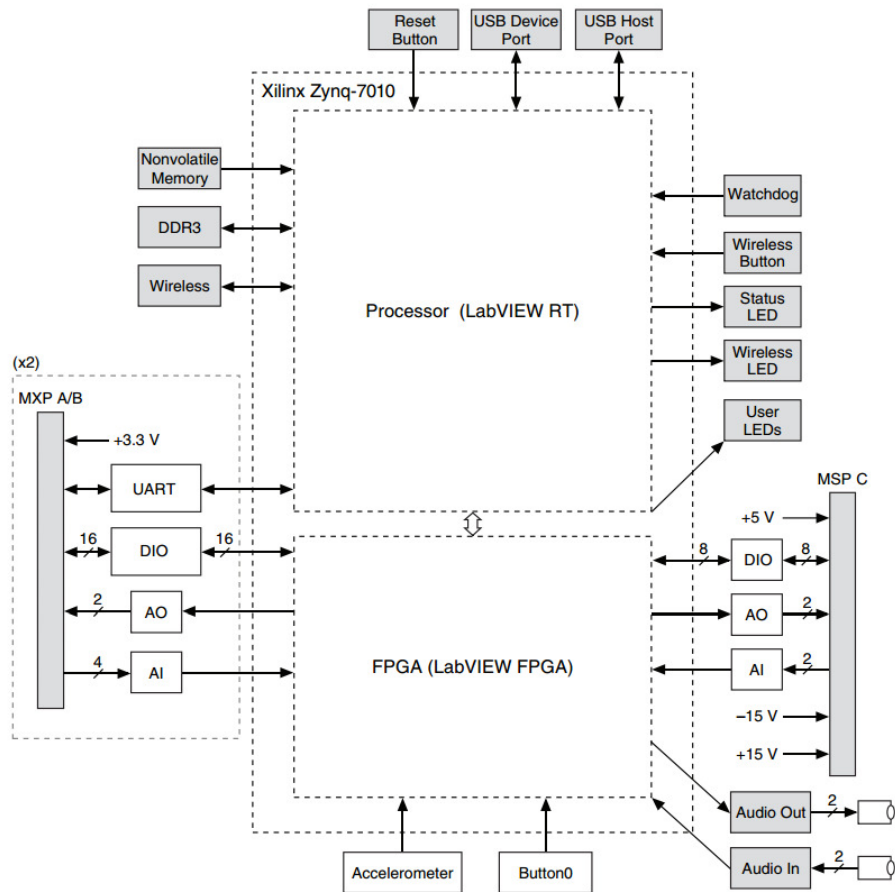 Reset
Button
USB Device
Port
USB Host
Port
Xilinx Zynq-7010
Nonvolatile
Memory
DDR3
Wireless
Processor (LabVIEW RT)
Watchdog
Wireless
Button
Status
LED
Wireless
LED
User
LEDs
(x2)
MXP A/B
+3.3 V
UART
16
DIO
16
2
AO
4
AI
FPGA (LabVIEW FPGA)
MSP C
+5 V
8
DIO
8
AO
2
AI
2
–15 V
+15 V
Audio Out
2
Audio In
2
Accelerometer
Button0